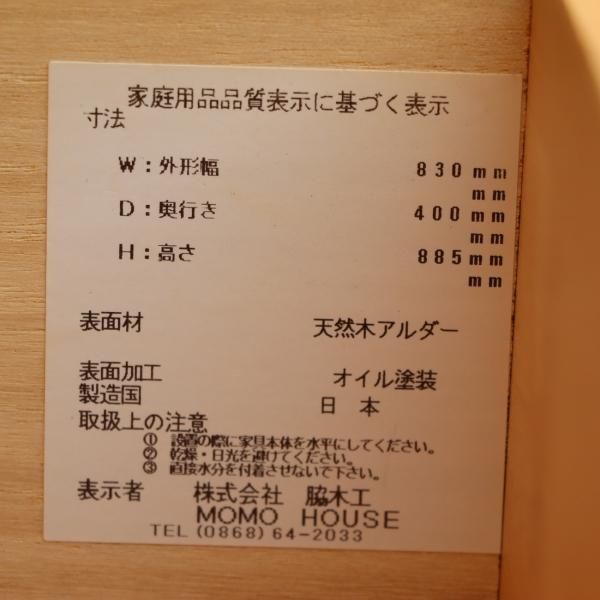 家庭用品品質表示に基づく表示
寸法
W：外形幅 830mm
mm
D：奥行き 400mm
mm
H：高さ 885mm
mm
表面材 天然木アルダー
表面加工 オイル塗装
製造国 日本
取扱上の注意
① 設置の際に家具本体を水平にしてください。
② 乾燥・日光を避けてください。
③ 直接水分を付着させないで下さい。
表示者 株式会社 脇木工
MOMO HOUSE
TEL (0868) 64-2033